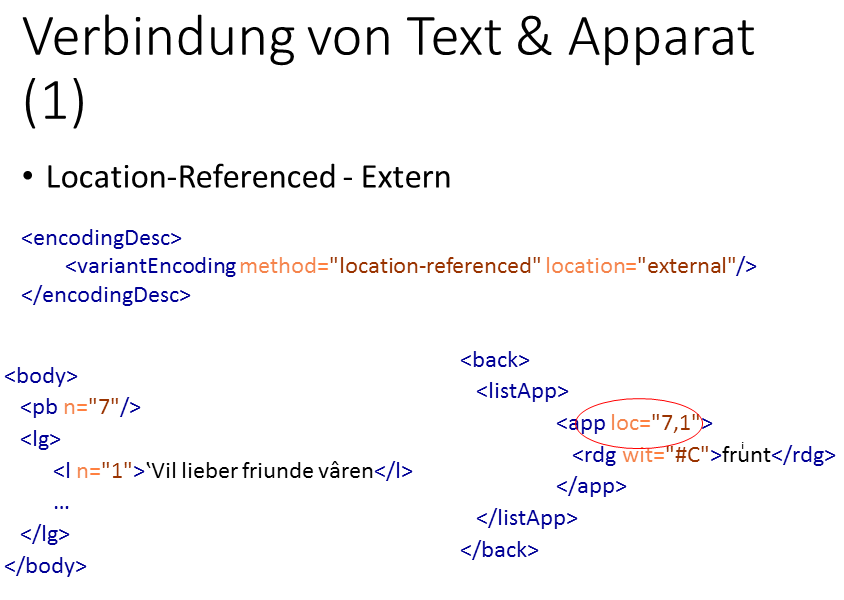 Verbindung von Text & Apparat
(1)
• Location-Referenced - Extern
<encodingDesc>
<variantEncoding method="location-referenced" location="external"/>
</encodingDesc>
<body>
<pb n="7"/>
<lg>
<l n="1">‛Vil lieber friunde vâren</l>
...
</lg>
</body>
<back>
<listApp>
<app loc="7,1">
<rdg wit="#C">fruͥnt</rdg>
</app>
</listApp>
</back>